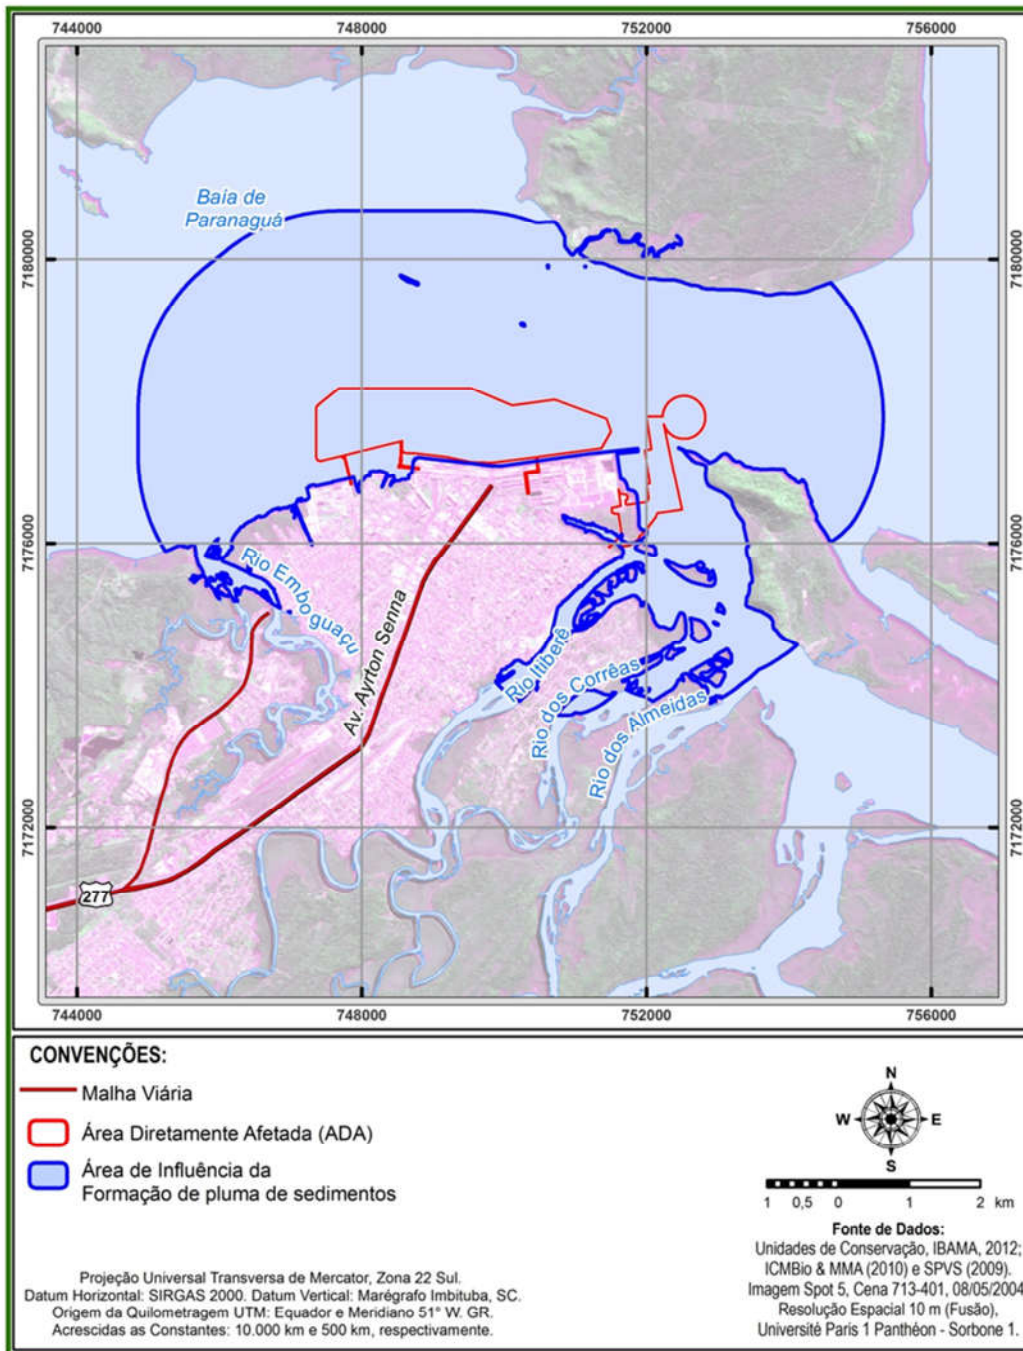 744000 748000 752000 756000
Baía de
Paranaguá
7180000 7180000
7176000 7176000
Rio Emboguaçu
Av. Ayrton Senna
Rio Itiberê
Rio dos Corrêas
Rio dos Almeidas
7172000 7172000
277
744000 748000 752000 756000
CONVENÇÕES:
Malha Viária
Área Diretamente Afetada (ADA)
Área de Influência da
Formação de pluma de sedimentos
N
W E
S
1 0,5 0 1 2 km
Fonte de Dados:
Unidades de Conservação, IBAMA, 2012;
ICMBio & MMA (2010) e SPVS (2009).
Imagem Spot 5, Cena 713-401, 08/05/2004
Resolução Espacial 10 m (Fusão),
Université Paris 1 Panthéon - Sorbone 1.
Projeção Universal Transversa de Mercator, Zona 22 Sul.
Datum Horizontal: SIRGAS 2000. Datum Vertical: Marégrafo Imbituba, SC.
Origem da Quilometragem UTM: Equador e Meridiano 51° W. GR.
Acrescidas as Constantes: 10.000 km e 500 km, respectivamente.